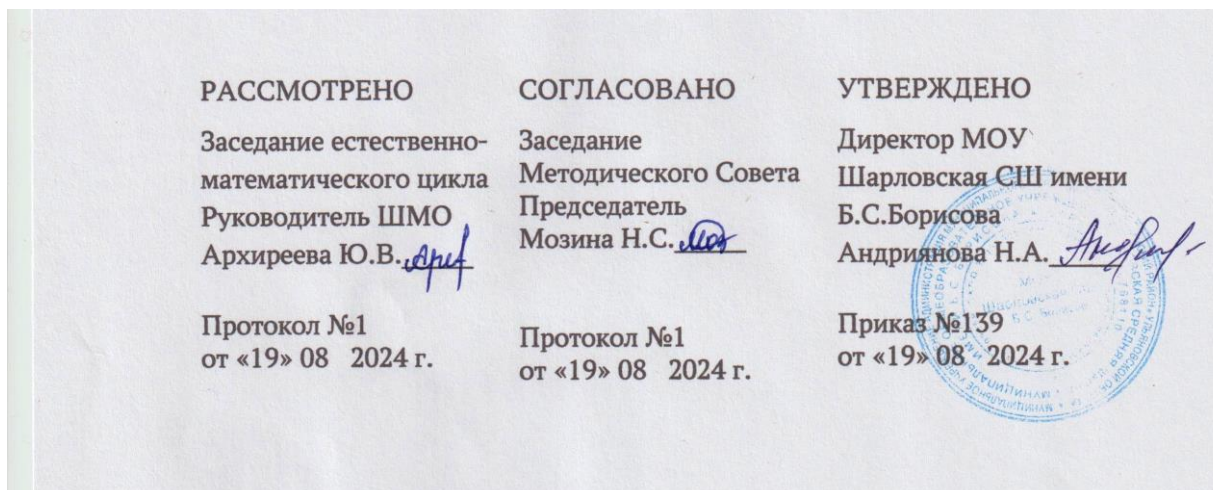 РАССМОТРЕНО
Заседание естественно-
математического цикла
Руководитель ШМО
Архиреева Ю.В.
Протокол №1
от «19» 08 2024 г.
СОГЛАСОВАНО
Заседание
Методического Совета
Председатель
Мозина Н.С.
Протокол №1
от «19» 08 2024 г.
УТВЕРЖДЕНО
Директор МОУ
Шарловская СШ имени
Б.С.Борисова
Андриянова Н.А.
Приказ №139
от «19» 08 2024 г.